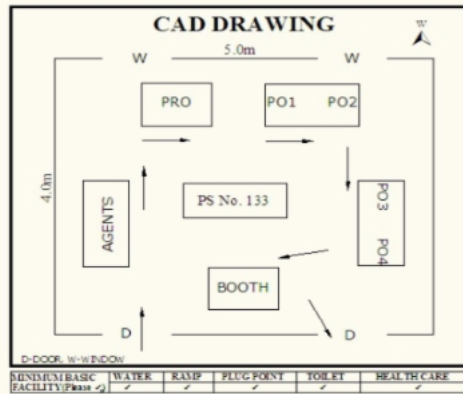 CAD DRAWING
W
W 5.0m W
PRO PO1 PO2
4.0m
AGENTS
PS No. 133
PO3 PO4
BOOTH
D D
D-DOOR, W-WINDOW
MINIMUM BASIC FACILITY(Please ✓) WATER RAMP PLUG POINT TOILET HEALTH CARE
✓ ✓ ✓ ✓ ✓